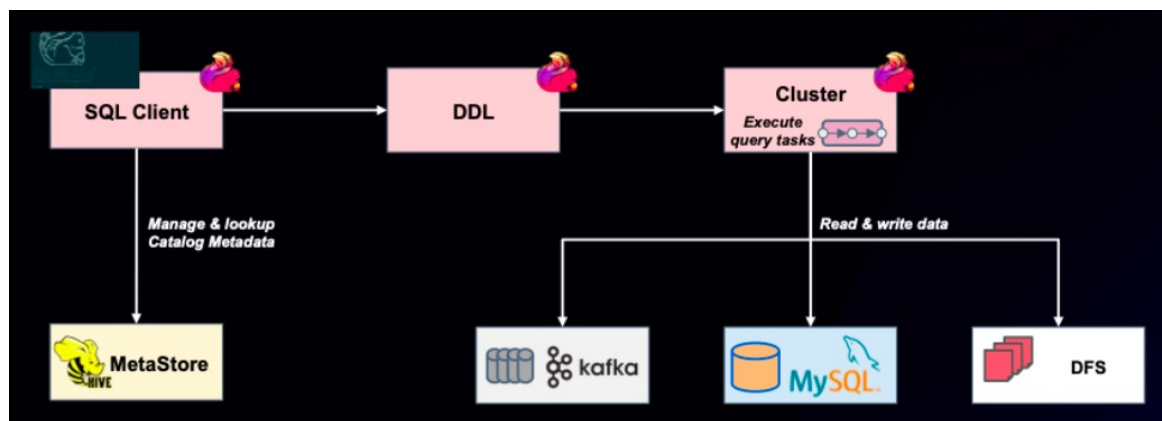 SQL Client
DDL
Cluster
Execute
query tasks
Manage & lookup
Catalog Metadata
Read & write data
HIVE
MetaStore
kafka
MySQL
DFS